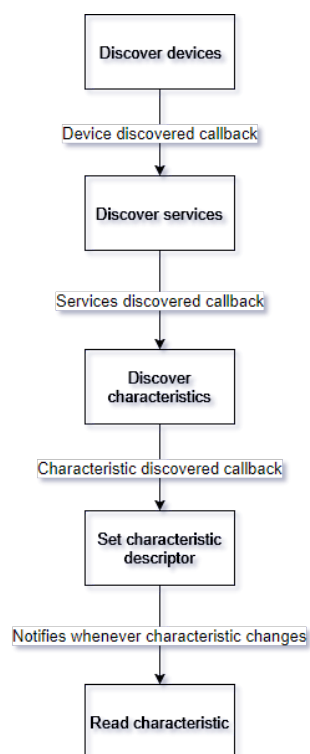 Discover devices
Device discovered callback
Discover services
Services discovered callback
Discover
characteristics
Characteristic discovered callback
Set characteristic
descriptor
Notifies whenever characteristic changes
Read characteristic